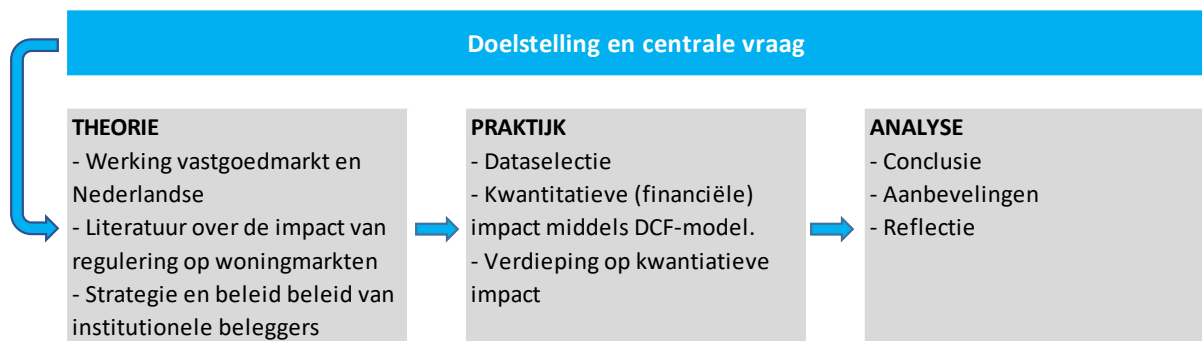 Doelstelling en centrale vraag
THEORIE
- Werking vastgoedmarkt en
Nederlandse
- Literatuur over de impact van
regulering op woningmarkten
- Strategie en beleid beleid van
institutionele beleggers
PRAKTIJK
- Dataselectie
- Kwantitatieve (financiële)
impact middels DCF-model.
- Verdieping op kwantiatieve
impact
ANALYSE
- Conclusie
- Aanbevelingen
- Reflectie